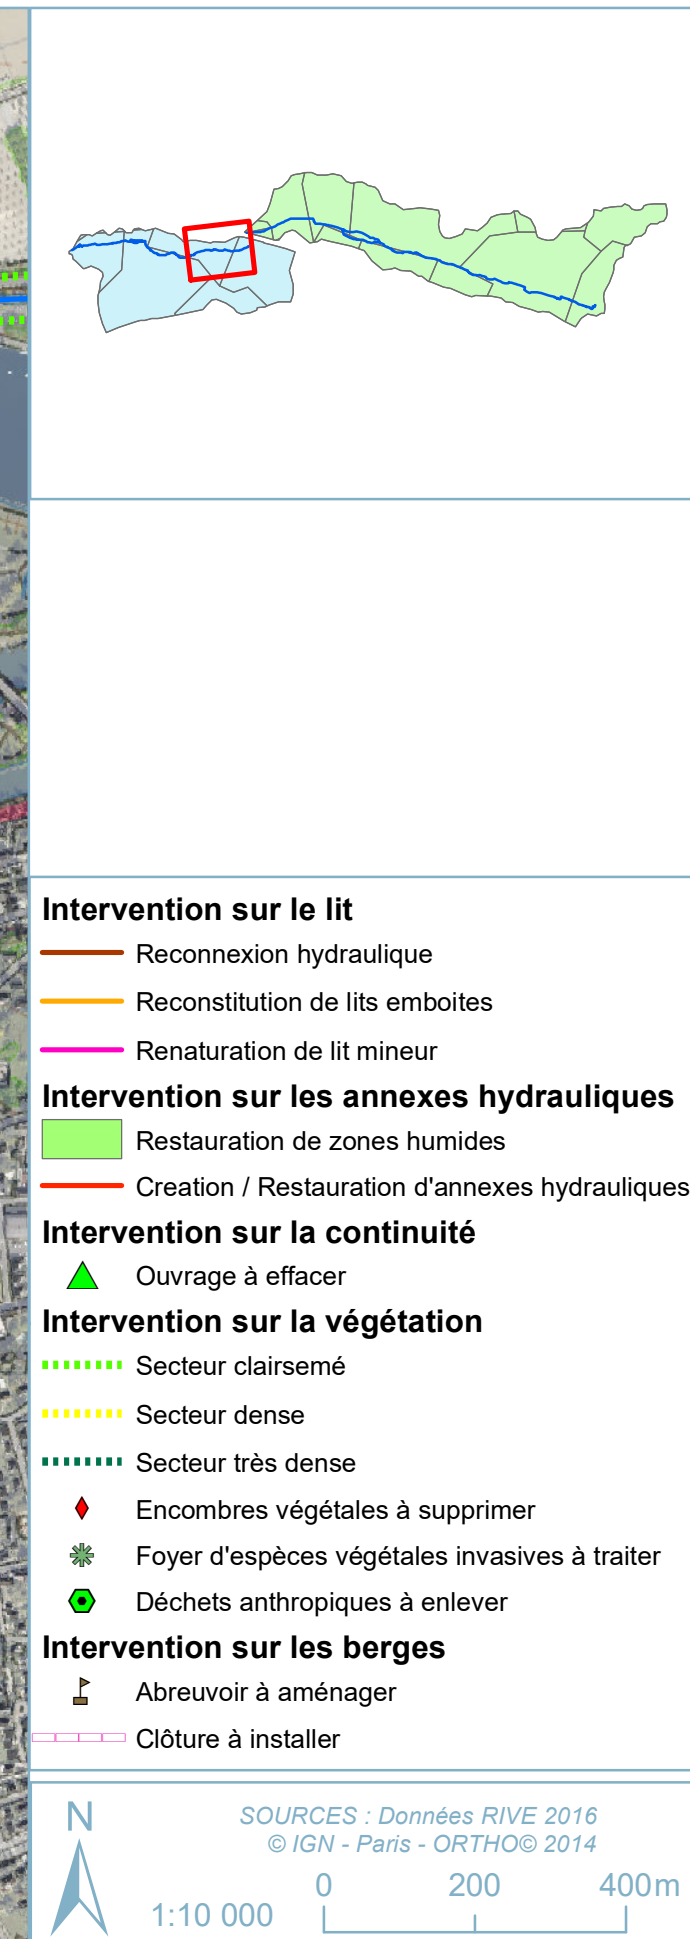 Intervention sur le lit
Reconnexion hydraulique
Reconstitution de lits emboites
Renaturation de lit mineur
Intervention sur les annexes hydrauliques
Restauration de zones humides
Creation / Restauration d'annexes hydrauliques
Intervention sur la continuité
Ouvrage à effacer
Intervention sur la végétation
Secteur clairsemé
Secteur dense
Secteur très dense
Encombres végétales à supprimer
Foyer d'espèces végétales invasives à traiter
Déchets anthropiques à enlever
Intervention sur les berges
Abreuvoir à aménager
Clôture à installer
N
SOURCES : Données RIVE 2016
© IGN - Paris - ORTHO© 2014
0 200 400m
1:10 000